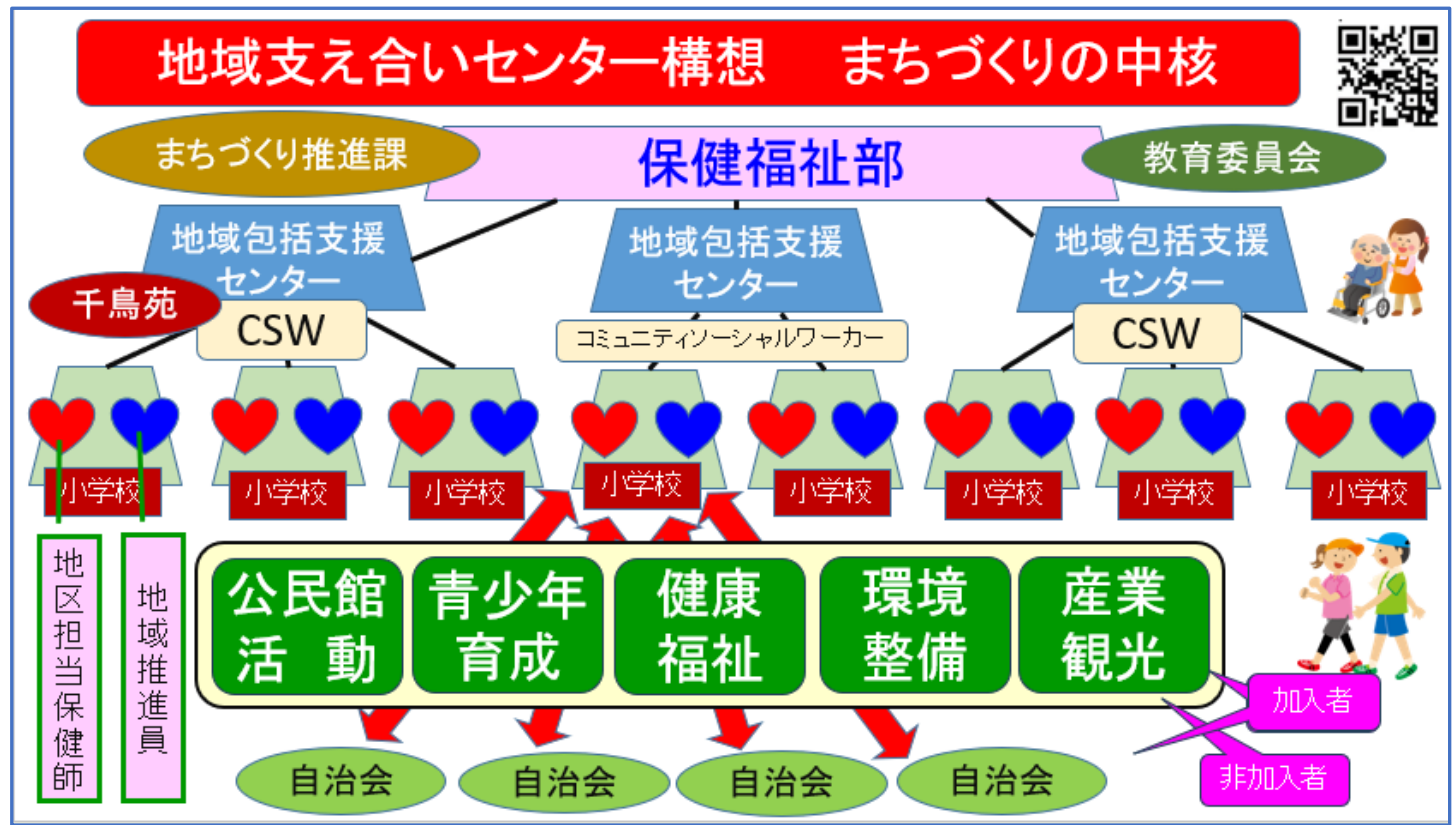 地域支え合いセンター構想　まちづくりの中核
まちづくり推進課
保健福祉部
教育委員会
地域包括支援
センター
地域包括支援
センター
地域包括支援
センター
千鳥苑
CSW
コミュニティソーシャルワーカー
CSW
小学校
小学校
小学校
小学校
小学校
小学校
小学校
小学校
地区担当保健師
地域推進員
公民館
活　動
青少年
育成
健康
福祉
環境
整備
産業
観光
加入者
非加入者
自治会
自治会
自治会
自治会